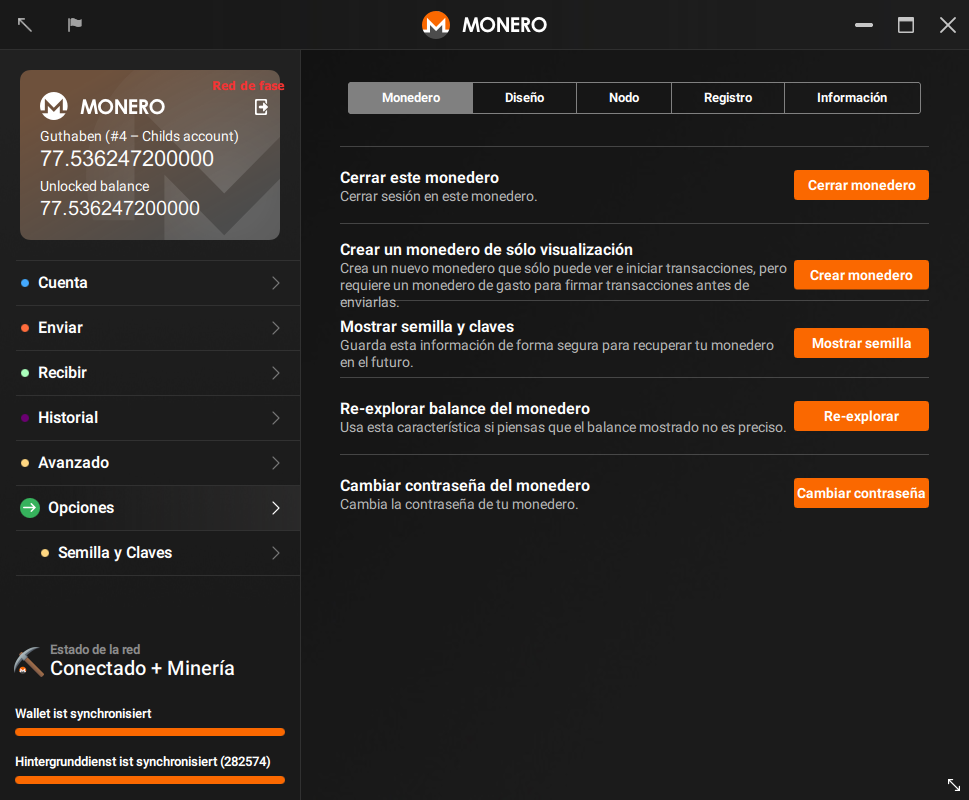 MONERO
Red de fase
MONERO
Guthaben (#4 – Childs account)
77.536247200000
Unlocked balance
77.536247200000
Cuenta
Enviar
Recibir
Historial
Avanzado
Opciones
Semilla y Claves
Estado de la red
Conectado + Minería
Wallet ist synchronisiert
Hintergrunddienst ist synchronisiert (282574)
Monedero
Diseño
Nodo
Registro
Información
Cerrar este monedero
Cerrar sesión en este monedero.
Cerrar monedero
Crear un monedero de sólo visualización
Crea un nuevo monedero que sólo puede ver e iniciar transacciones, pero
requiere un monedero de gasto para firmar transacciones antes de
enviarlas.
Crear monedero
Mostrar semilla y claves
Guarda esta información de forma segura para recuperar tu monedero
en el futuro.
Mostrar semilla
Re-explorar balance del monedero
Usa esta característica si piensas que el balance mostrado no es preciso.
Re-explorar
Cambiar contraseña del monedero
Cambia la contraseña de tu monedero.
Cambiar contraseña